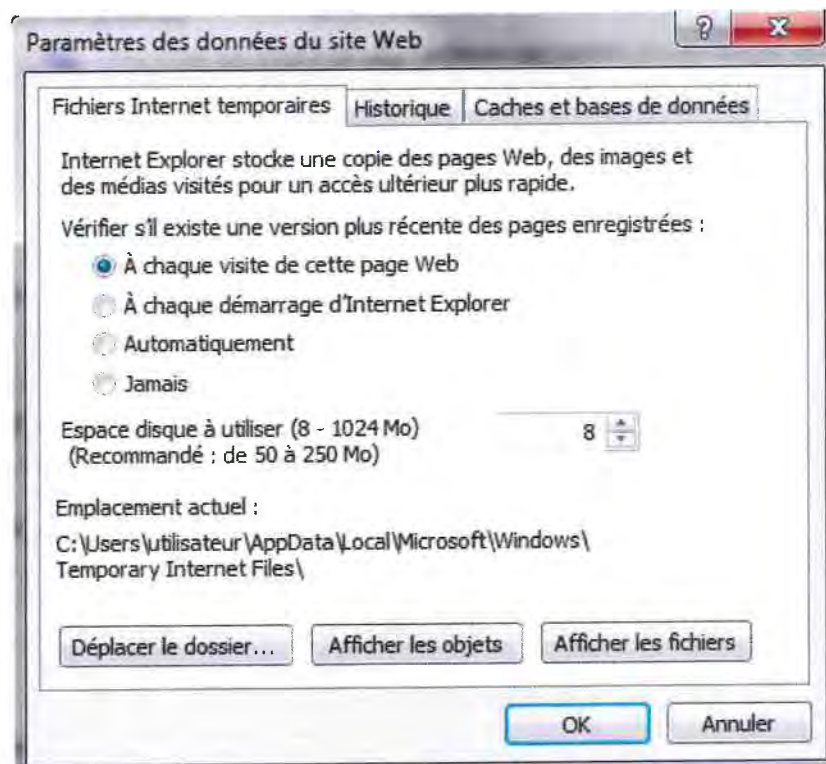 Paramètres des données du site Web
Fichiers Internet temporaires
Historique
Caches et bases de données
Internet Explorer stocke une copie des pages Web, des images et
des médias visités pour un accès ultérieur plus rapide.
Vérifier s'il existe une version plus récente des pages enregistrées :
À chaque visite de cette page Web
À chaque démarrage d'Internet Explorer
Automatiquement
Jamais
Espace disque à utiliser (8 - 1024 Mo)
8
(Recommandé : de 50 à 250 Mo)
Emplacement actuel :
C:\Users\utilisateur\AppData\Local\Microsoft\Windows\
Temporary Internet Files\
Déplacer le dossier...
Afficher les objets
Afficher les fichiers
OK
Annuler